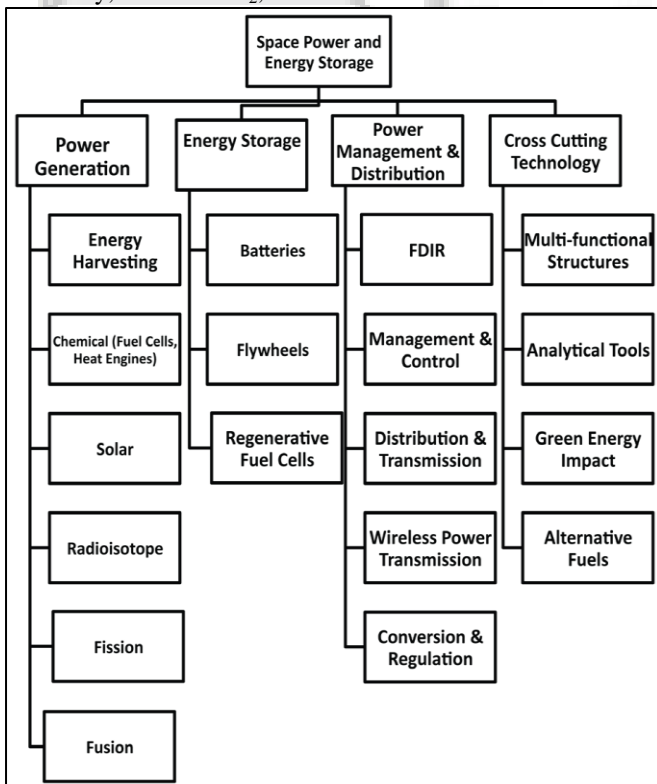 Space Power and
Energy Storage
Power
Generation
Energy Storage
Power
Management &
Distribution
Cross Cutting
Technology
Energy
Harvesting
Chemical (Fuel Cells,
Heat Engines)
Solar
Radioisotope
Fission
Fusion
Batteries
Flywheels
Regenerative
Fuel Cells
FDIR
Management &
Control
Distribution &
Transmission
Wireless Power
Transmission
Conversion &
Regulation
Multi-functional
Structures
Analytical Tools
Green Energy
Impact
Alternative
Fuels